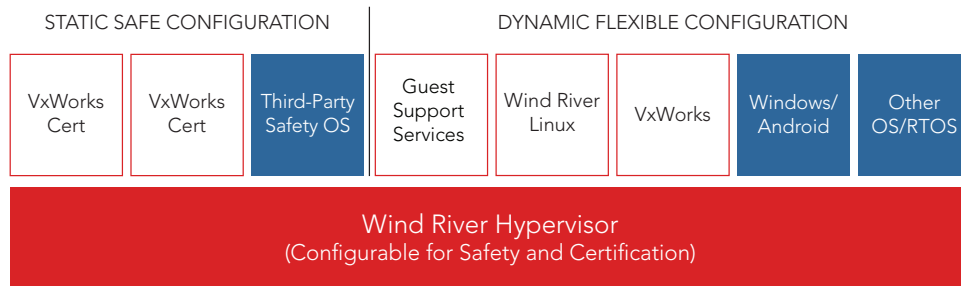 STATIC SAFE CONFIGURATION
DYNAMIC FLEXIBLE CONFIGURATION
VxWorks
Cert
VxWorks
Cert
Third-Party
Safety OS
Guest
Support
Services
Wind River
Linux
VxWorks
Windows/
Android
Other
OS/RTOS
Wind River Hypervisor
(Configurable for Safety and Certification)